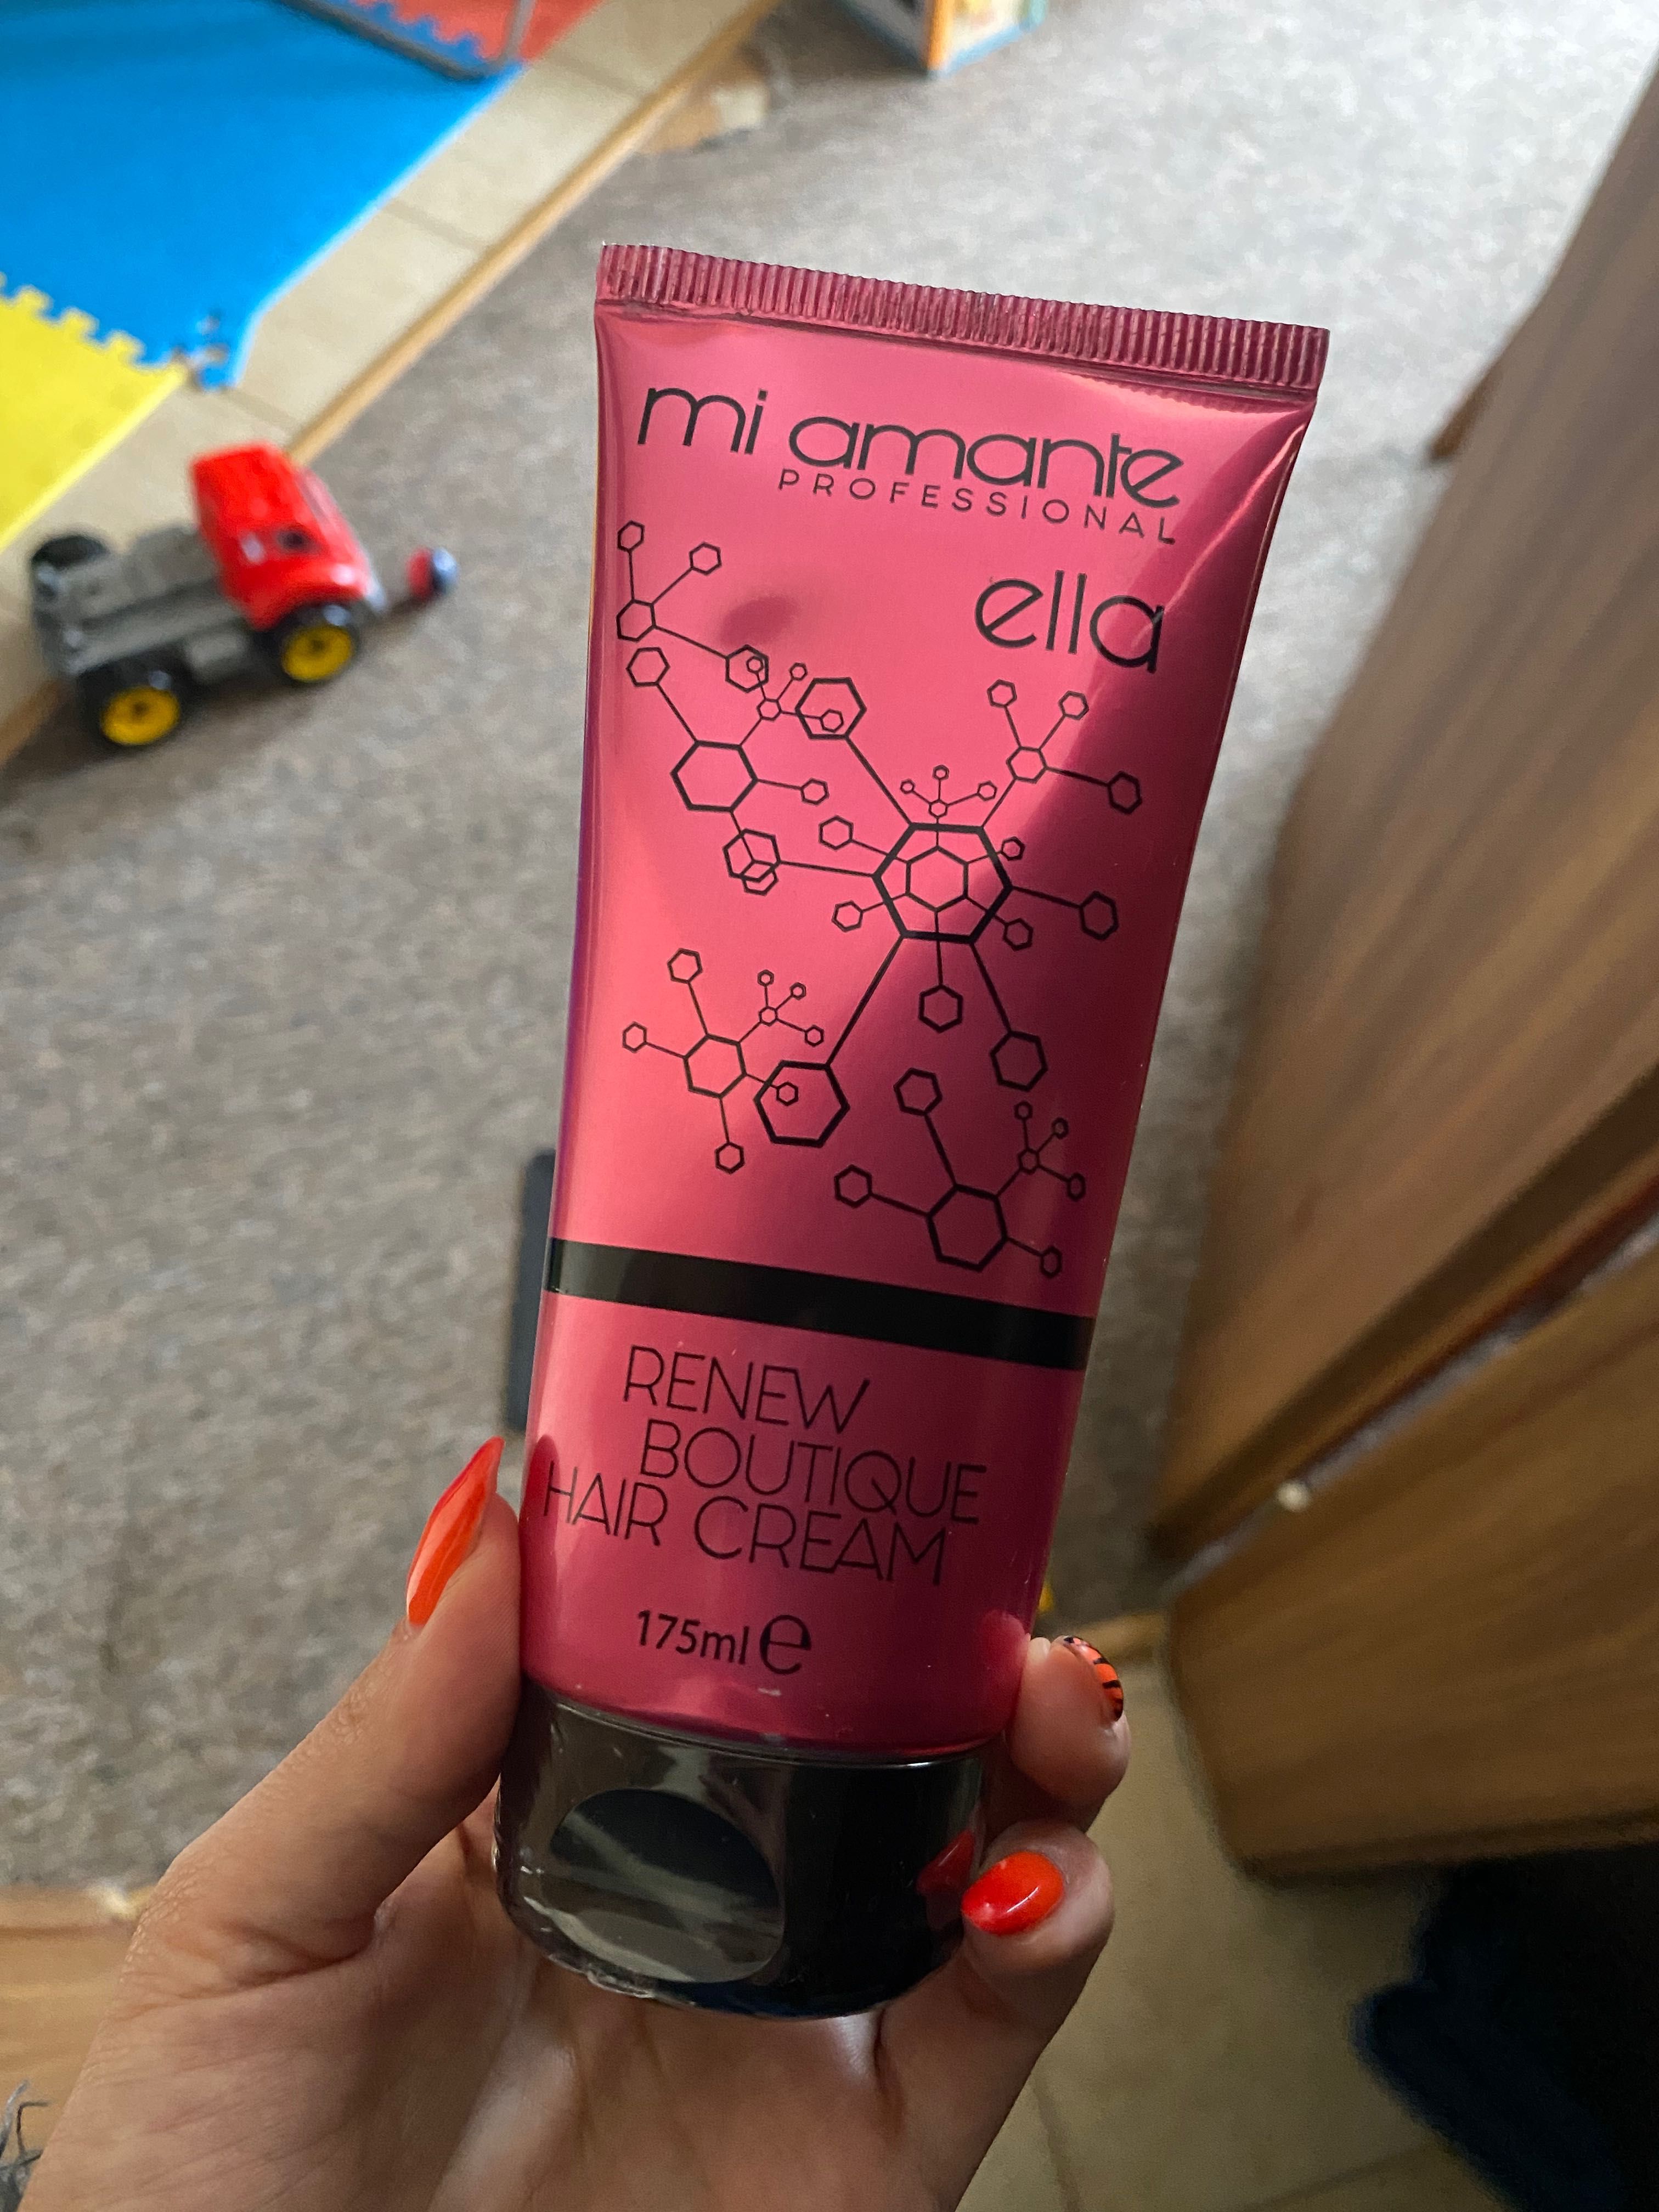 mi amante
PROFESSIONAL
ella
RENEW
BOUTIQUE
HAIR CREAM
175ml e